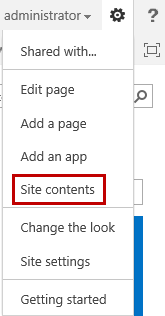 administrator
Shared with...
Edit page
Add a page
Add an app
Site contents
Change the look
Site settings
Getting started